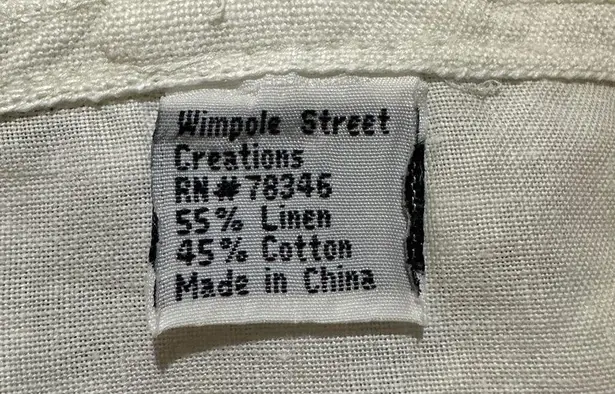 Wimpole Street
Creations
RN#78346
55% Linen
45% Cotton
Made in China